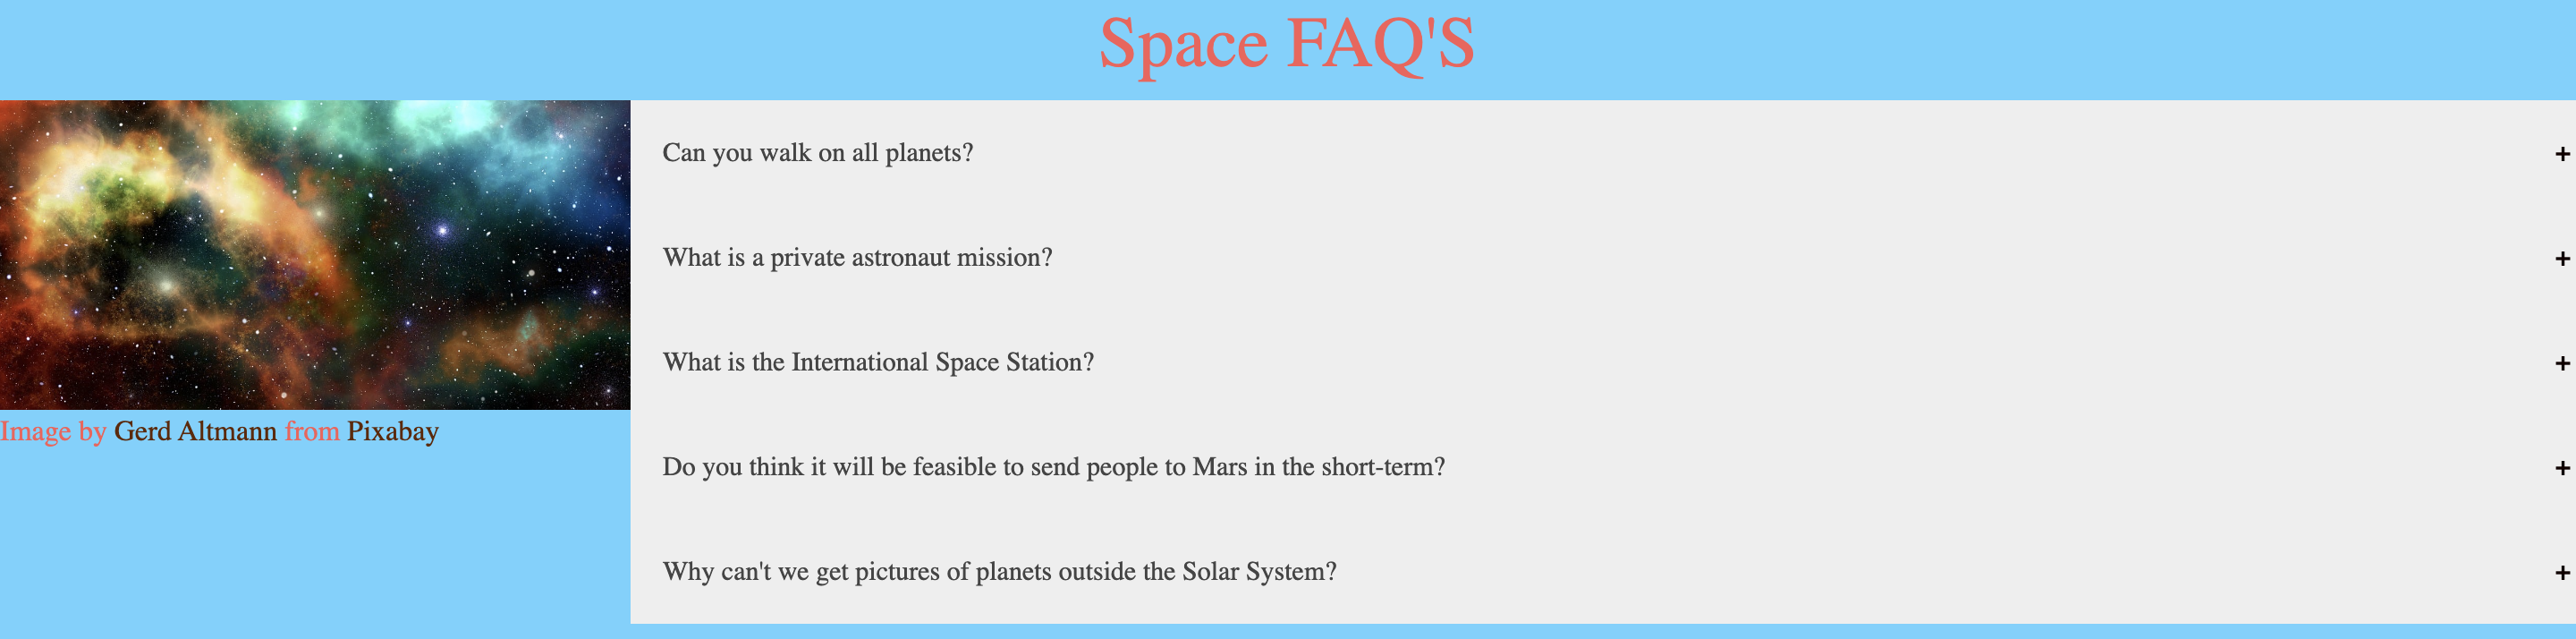 Space FAQ'S
Can you walk on all planets? +
What is a private astronaut mission? +
What is the International Space Station? +
Image by Gerd Altmann from Pixabay
Do you think it will be feasible to send people to Mars in the short-term? +
Why can't we get pictures of planets outside the Solar System? +